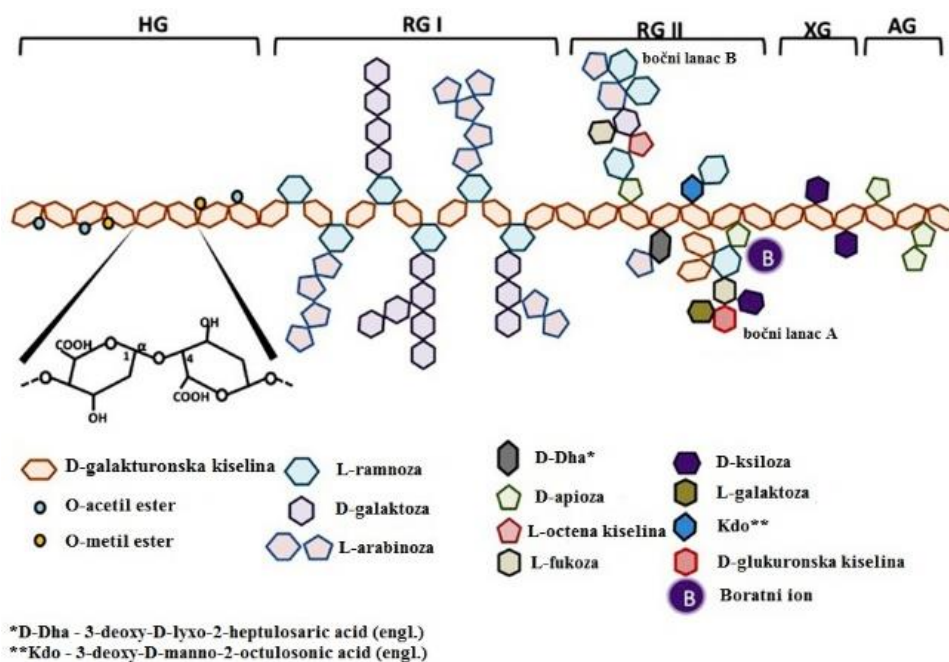 HG RG I RG II XG AG
bočni lanac B
B
bočni lanac A
COOH O 1 α O 4 OH
OH COOH O O
O
D-galakturonska kiselina
O-acetil ester
O-metil ester
L-ramnoza
D-galaktoza
L-arabinoza
D-Dha*
D-apioza
L-octena kiselina
L-fukoza
D-ksiloza
L-galaktoza
Kdo**
D-glukuronska kiselina
B Boratni ion
*D-Dha - 3-deoxy-D-lyxo-2-heptulosaric acid (engl.)
**Kdo - 3-deoxy-D-manno-2-octulosonic acid (engl.)